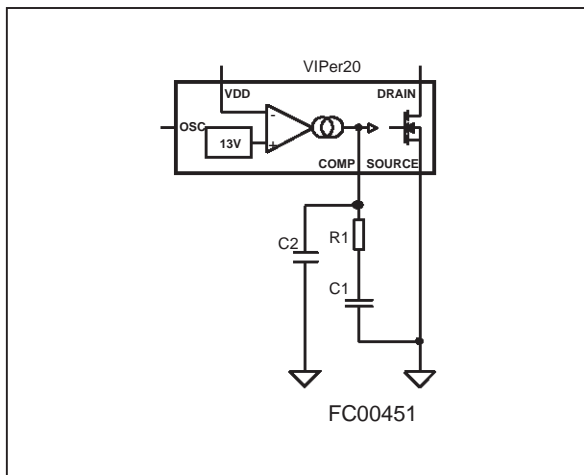 VIPer20
VDD
DRAIN
OSC
-
13V
+
COMP
SOURCE
C2
R1
C1
FC00451